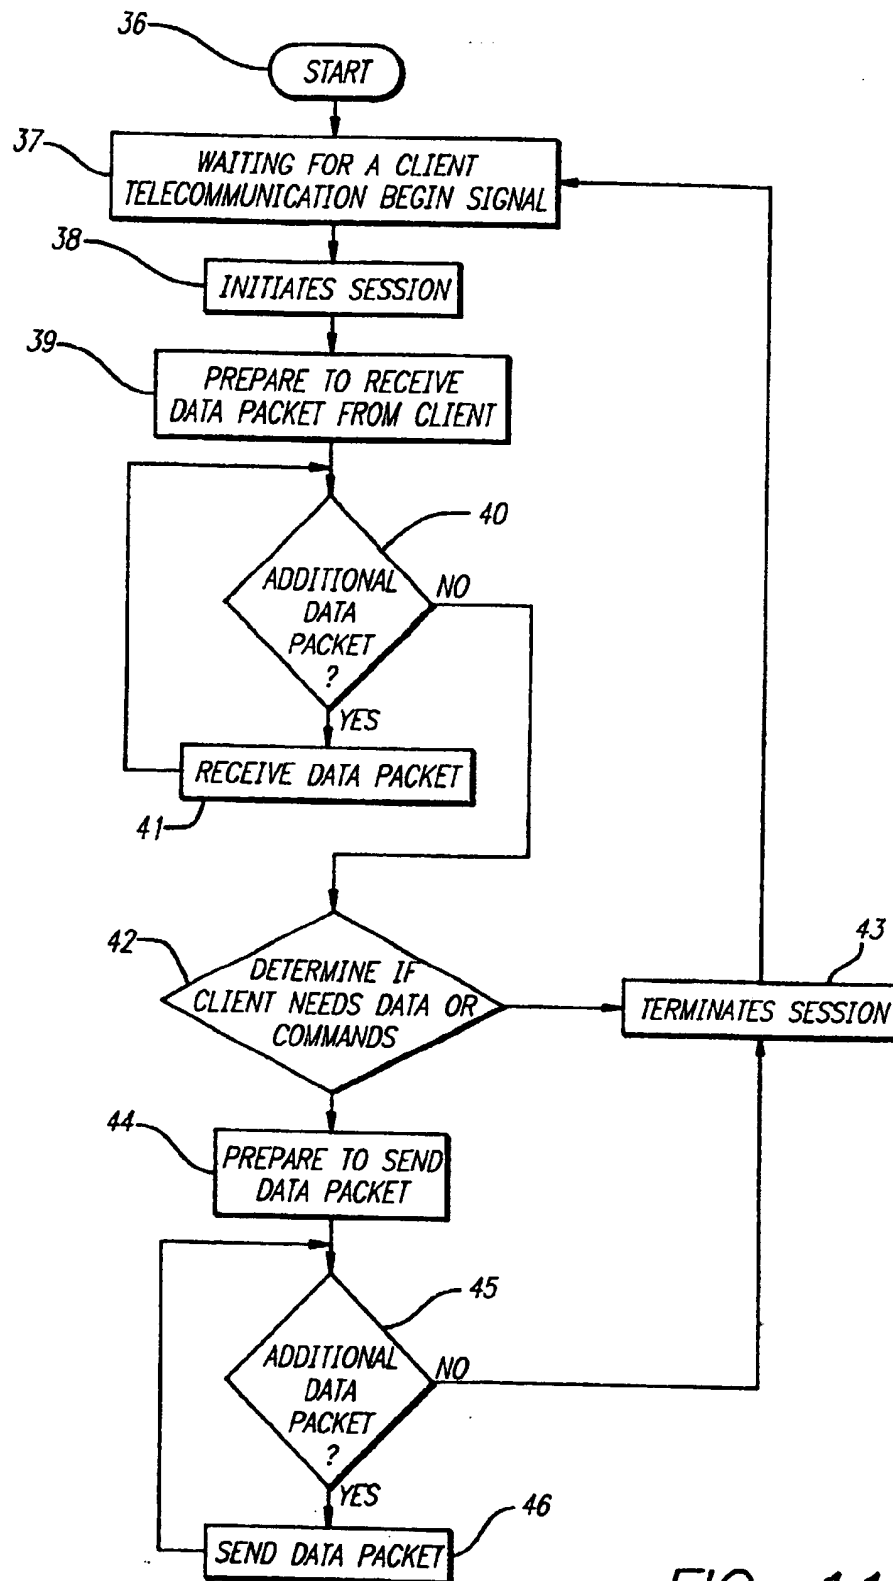 36
START
37
WAITING FOR A CLIENT
TELECOMMUNICATION BEGIN SIGNAL
38
INITIATES SESSION
39
PREPARE TO RECEIVE
DATA PACKET FROM CLIENT
40
ADDITIONAL
DATA
PACKET
?
NO
YES
RECEIVE DATA PACKET
41
42
DETERMINE IF
CLIENT NEEDS DATA OR
COMMANDS
43
TERMINATES SESSION
44
PREPARE TO SEND
DATA PACKET
45
ADDITIONAL
DATA
PACKET
?
NO
YES
46
SEND DATA PACKET
FIG. 11